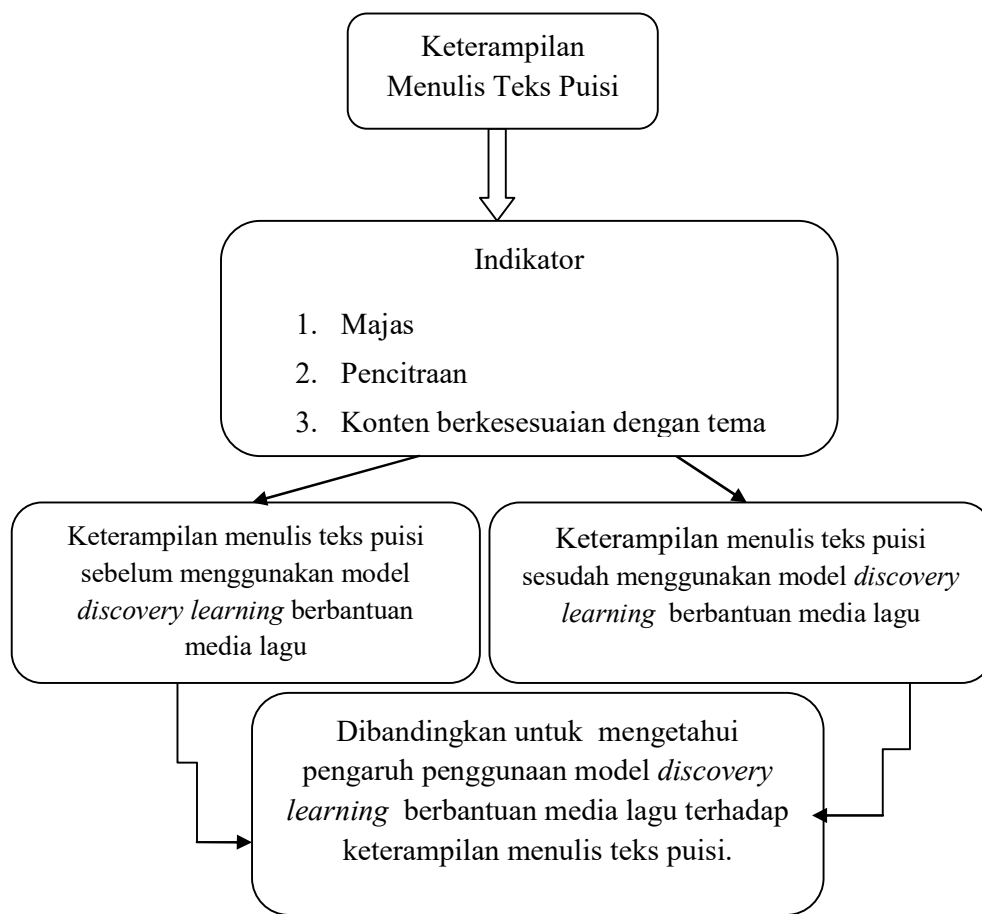 Keterampilan
Menulis Teks Puisi
Indikator
1. Majas
2. Pencitraan
3. Konten berkesesuaian dengan tema
Keterampilan menulis teks puisi
sebelum menggunakan model
discovery learning berbantuan
media lagu
Keterampilan menulis teks puisi
sesudah menggunakan model discovery
learning berbantuan media lagu
Dibandingkan untuk mengetahui
pengaruh penggunaan model discovery
learning berbantuan media lagu terhadap
keterampilan menulis teks puisi.